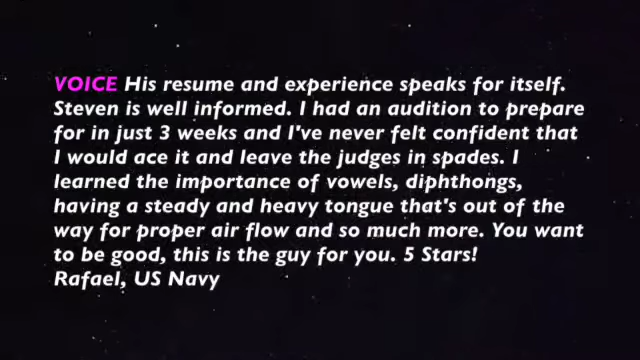 VOICE His resume and experience speaks for itself.
Steven is well informed. I had an audition to prepare
for in just 3 weeks and I've never felt confident that
I would ace it and leave the judges in spades. I
learned the importance of vowels, diphthongs,
having a steady and heavy tongue that's out of the
way for proper air flow and so much more. You want
to be good, this is the guy for you. 5 Stars!
Rafael, US Navy